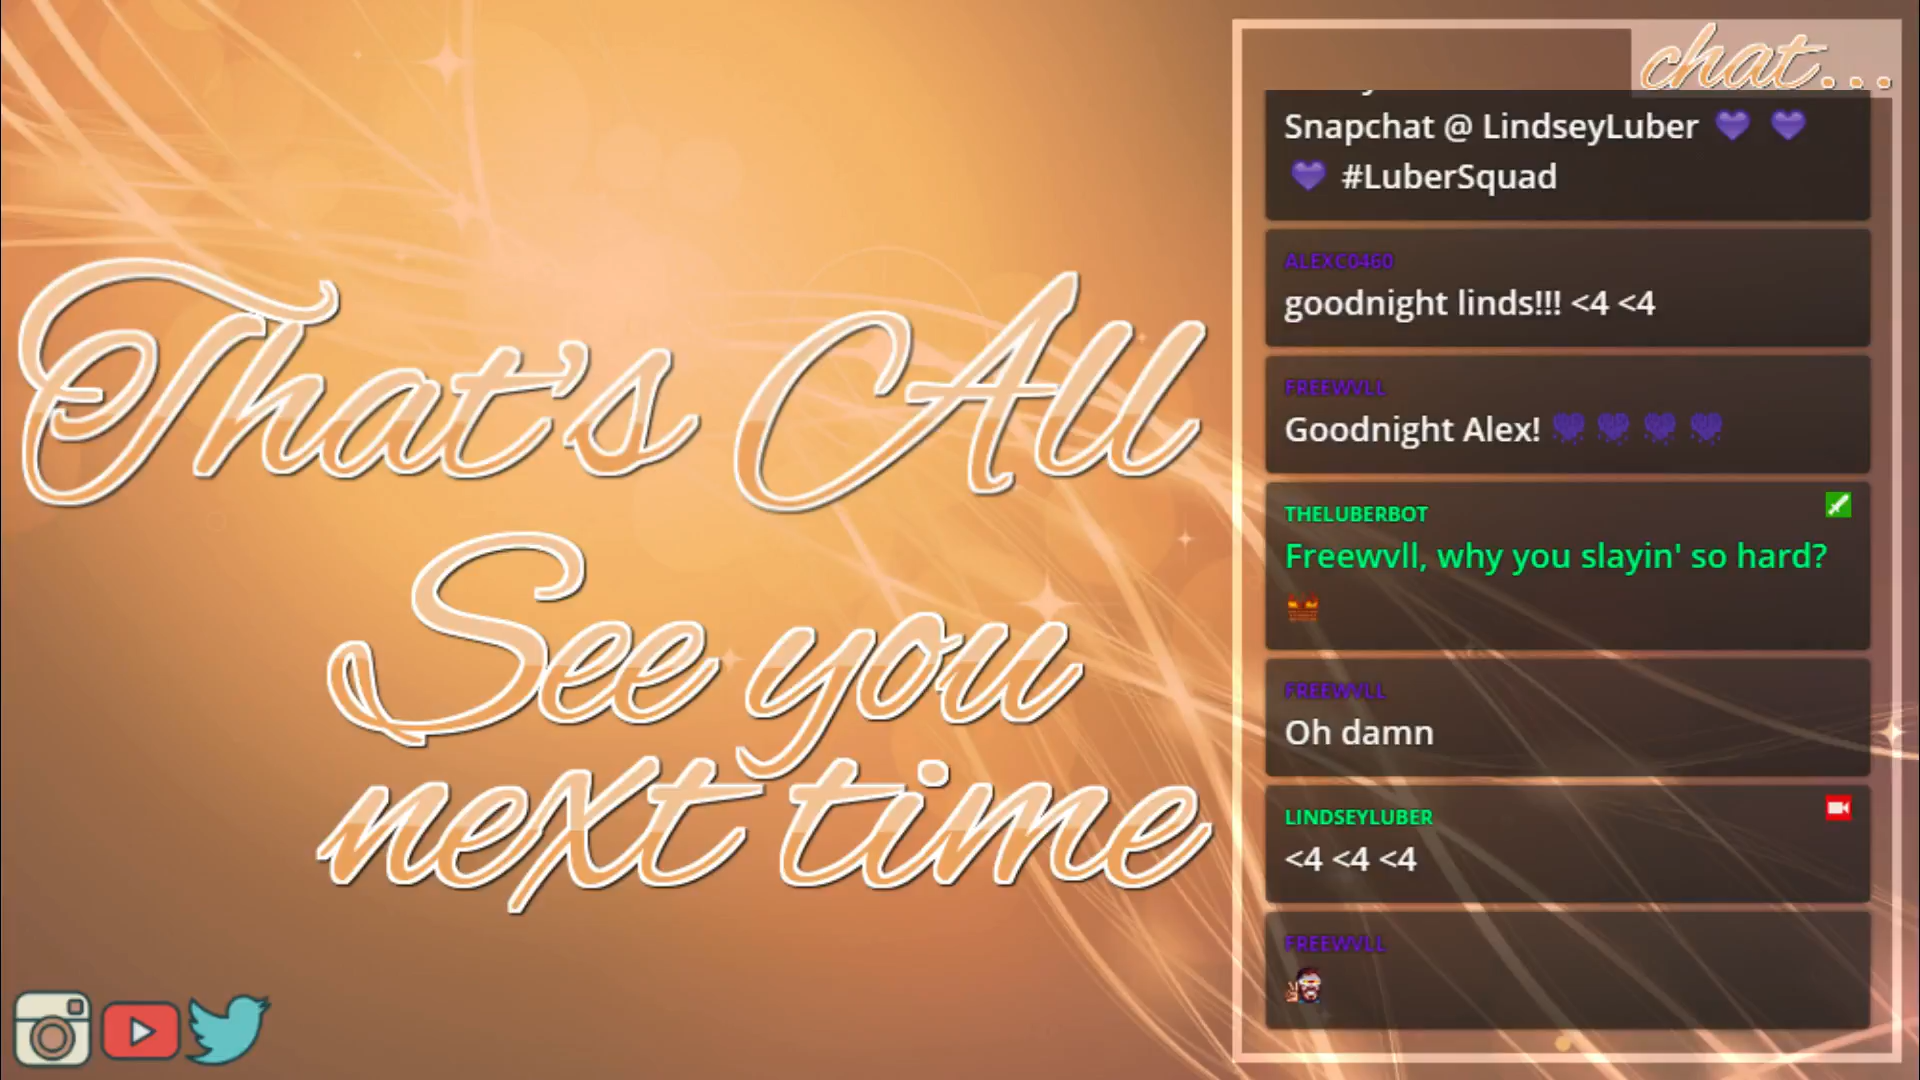 That's All
See you
next time
chat...
Snapchat @ LindseyLuber
#LuberSquad
ALEXC0460
goodnight linds!!! <4 <4
FREEWVLL
Goodnight Alex!
THELUBERBOT
Freewvll, why you slayin' so hard?
FREEWVLL
Oh damn
LINDSEYLUBER
<4 <4 <4
FREEWVLL